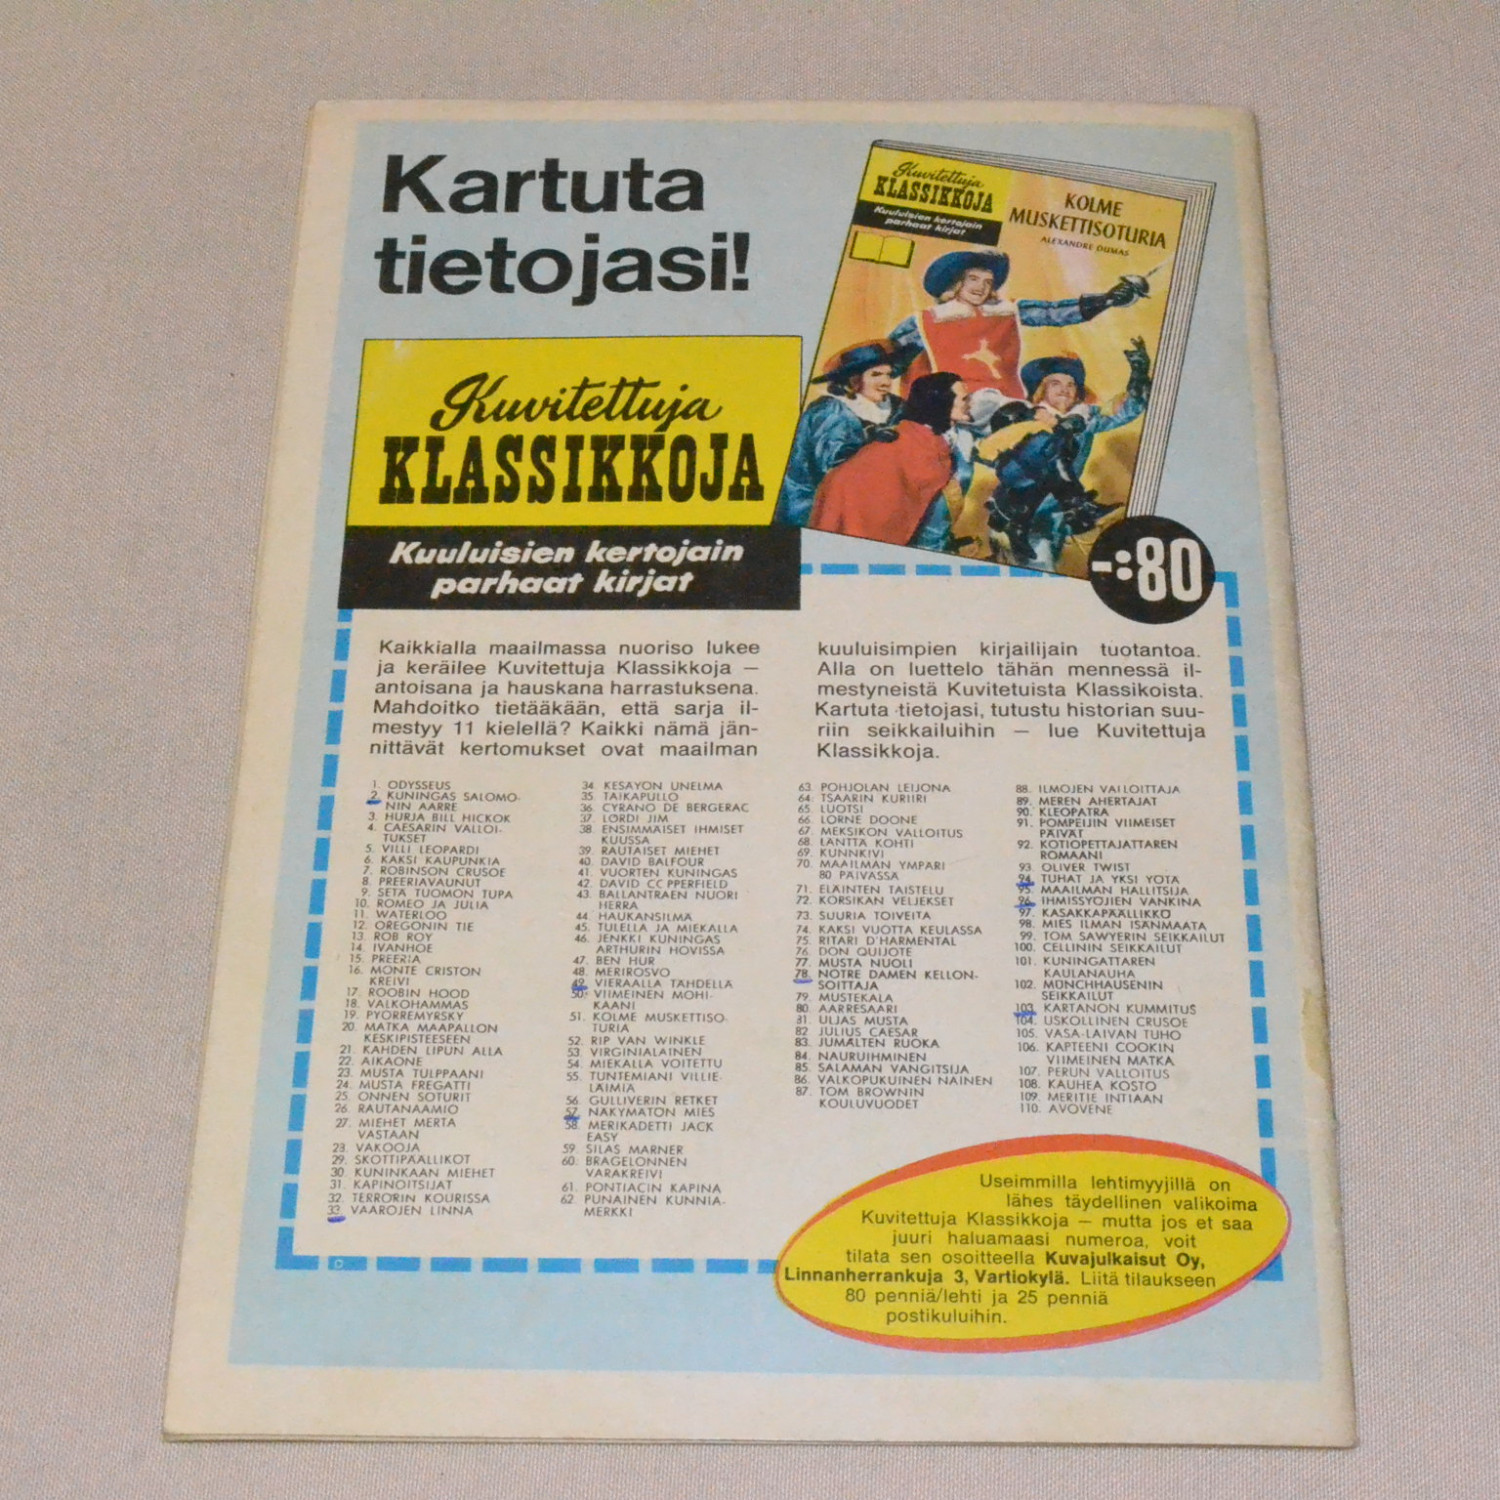 Kartuta
tietojasi!
Kuvitettuja
KLASSIKKOJA
Kuuluisien kertojain
parhaat kirjat
KOLME
MUSKETTISOTURIA
ALEXANDRE DUMAS
Kuvitettuja
KLASSIKKOJA
Kuuluisien kertojain
parhaat kirjat
-:80
Kaikkialla maailmassa nuoriso lukee
ja keräilee Kuvitettuja Klassikkoja —
antoisana ja hauskana harrastuksena.
Mahdoitko tietääkään, että sarja il-
mestyy 11 kielellä? Kaikki nämä jän-
nittävät kertomukset ovat maailman
kuuluisimpien kirjailijain tuotantoa.
Alla on luettelo tähän mennessä il-
mestyneistä Kuvitetuista Klassikoista.
Kartuta tietojasi, tutustu historian suu-
riin seikkailuihin — lue Kuvitettuja
Klassikkoja.
1. ODYSSEUS
2. KUNINGAS SALOMO-
NIN AARRE
3. HURJA BILL HICKOK
4. CAESARIN VALLOI-
TUKSET
5. VILLI LEOPARDI
6. KAKSI KAUPUNKIA
7. ROBINSON CRUSOE
8. PREERIAVAUNUT
9. SETÄ TUOMON TUPA
10. ROMEO JA JULIA
11. WATERLOO
12. OREGONIN TIE
13. ROB ROY
14. IVANHOE
15. PREERIA
16. MONTE CRISTON
KREIVI
17. ROOBIN HOOD
18. VALKOHAMMAS
19. PYÖRREMYRSKY
20. MATKA MAAPALLON
KESKIPISTEESEEN
21. KAHDEN LIPUN ALLA
22. AIKAONE
23. MUSTA TULPPAANI
24. MUSTA FREGATTI
25. ONNEN SOTURIT
26. RAUTANAAMIO
27. MIEHET MERTA
VASTAAN
23. VAKOOJA
29. SKOTTIPÄÄLLIKÖT
30. KUNINKAAN MIEHET
31. KAPINOITSIJAT
32. TERRORIN KOURISSA
33. VAAROJEN LINNA
34. KESÄYÖN UNELMA
35. TAIKAPULLO
36. CYRANO DE BERGERAC
37. LORDI JIM
38. ENSIMMÄISET IHMISET
KUUSSA
39. RAUTAISET MIEHET
40. DAVID BALFOUR
41. VUORTEN KUNINGAS
42. DAVID CCPPERFIELD
43. BALLANTRAEN NUORI
HERRA
44. HAUKANSILMÄ
45. TULELLA JA MIEKALLA
46. JENKKI KUNINGAS
ARTHURIN HOVISSA
47. BEN HUR
48. MERIROSVO
49. VIERAALLA TÄHDELLÄ
50. VIIMEINEN MOHI-
KAANI
51. KOLME MUSKETTISO-
TURIA
52. RIP VAN WINKLE
53. VIRGINIALAINEN
54. MIEKALLA VOITETTU
55. TUNTEMIANI VILLIE-
LÄIMIÄ
56. GULLIVERIN RETKET
57. NÄKYMÄTÖN MIES
58. MERIKADETTI JACK
EASY
59. SILAS MARNER
60. BRAGELONNEN
VARAKREIVI
61. PONTIACIN KAPINA
62 PUNAINEN KUNNIA-
MERKKI
63. POHJOLAN LEIJONA
64. TSAARIN KURIIRI
65. LUOTSI
66. LORNE DOONE
67. MEKSIKON VALLOITUS
68. LÄNTTÄ KOHTI
69. KUNNKIVI
70. MAAILMAN YMPÄRI
80 PÄIVÄSSÄ
71. ELÄINTEN TAISTELU
72. KORSIKAN VELJEKSET
73. SUURIA TOIVEITA
74. KAKSI VUOTTA KEULASSA
75. RITARI D'HARMENTAL
76. DON QUIJOTE
77. MUSTA NUOLI
78. NOTRE DAMEN KELLON-
SOITTAJA
79. MUSTEKALA
80. AARRESAARI
81. ULJAS MUSTA
82. JULIUS CAESAR
83. JUMALTEN RUOKA
84. NAURUIHMINEN
85. SALAMAN VANGITSIJA
86. VALKOPUKUINEN NAINEN
87. TOM BROWNIN
KOULUVUODET
88. ILMOJEN VALLOITTAJA
89. MEREN AHERTAJAT
90. KLEOPATRA
91. POMPEIJIN VIIMEISET
PÄIVÄT
92. KOTIOPETTAJATTAREN
ROMAANI
93. OLIVER TWIST
94. TUHAT JA YKSI YÖTÄ
95. MAAILMAN HALLITSIJA
96. IHMISSYÖJIEN VANKINA
97. KASAKKAPÄÄLLIKKÖ
98. MIES ILMAN ISÄNMAATA
99. TOM SAWYERIN SEIKKAILUT
100. CELLININ SEIKKAILUT
101. KUNINGATTAREN
KAULANAUHA
102. MÜNCHHAUSENIN
SEIKKAILUT
103. KARTANON KUMMITUS
104. USKOLLINEN CRUSOE
105. VASA-LAIVAN TUHO
106. KAPTEENI COOKIN
VIIMEINEN MATKA
107. PERUN VALLOITUS
108. KAUHEA KOSTO
109. MERITIE INTIAAN
110. AVOVENE
Useimmilla lehtimyyjillä on
lähes täydellinen valikoima
Kuvitettuja Klassikkoja — mutta jos et saa
juuri haluamaasi numeroa, voit
tilata sen osoitteella Kuvajulkaisut Oy,
Linnanherrankuja 3, Vartiokylä. Liitä tilaukseen
80 penniä/lehti ja 25 penniä
postikuluihin.